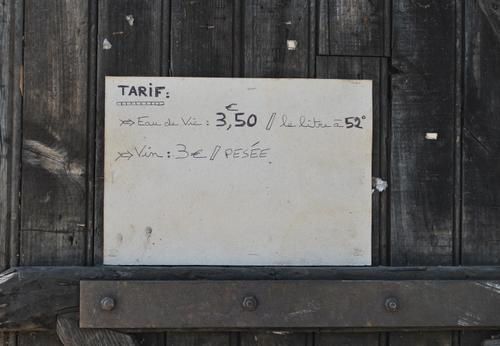 TARIF:
⇒ Eau de Vie : 3,50 € // le litre à 52°
⇒ Vin : 3€ // PESÉE.